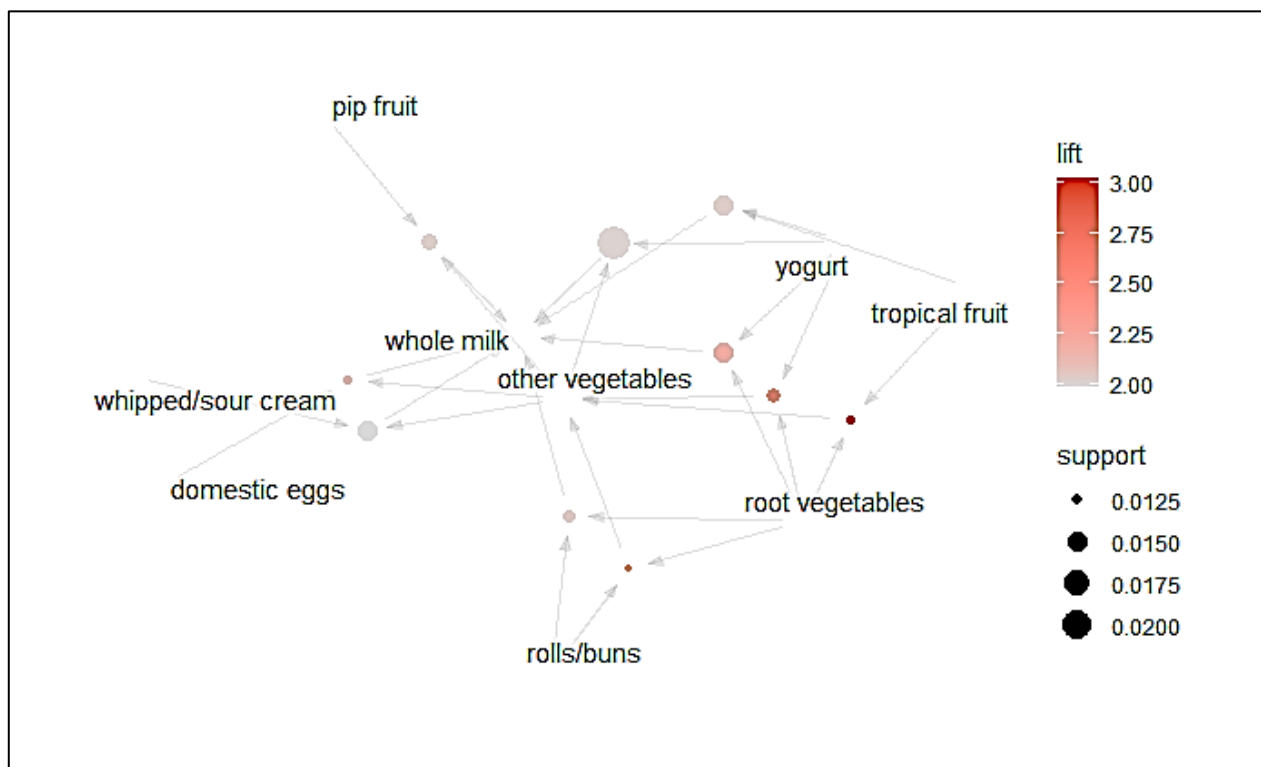 pip fruit
yogurt
tropical fruit
whole milk
other vegetables
whipped/sour cream
domestic eggs
root vegetables
rolls/buns
lift
3.00
2.75
2.50
2.25
2.00
support
0.0125
0.0150
0.0175
0.0200